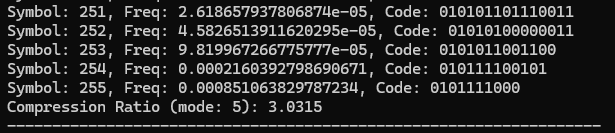 Symbol: 251, Freq: 2.618657937806874e-05, Code: 010101101110011
Symbol: 252, Freq: 4.5826513911620295e-05, Code: 01010100000011
Symbol: 253, Freq: 9.819967266775777e-05, Code: 0101011001100
Symbol: 254, Freq: 0.0002160392798690671, Code: 010111100101
Symbol: 255, Freq: 0.000851063829787234, Code: 0101111000
Compression Ratio (mode: 5): 3.0315
------------------------------------------------------------------